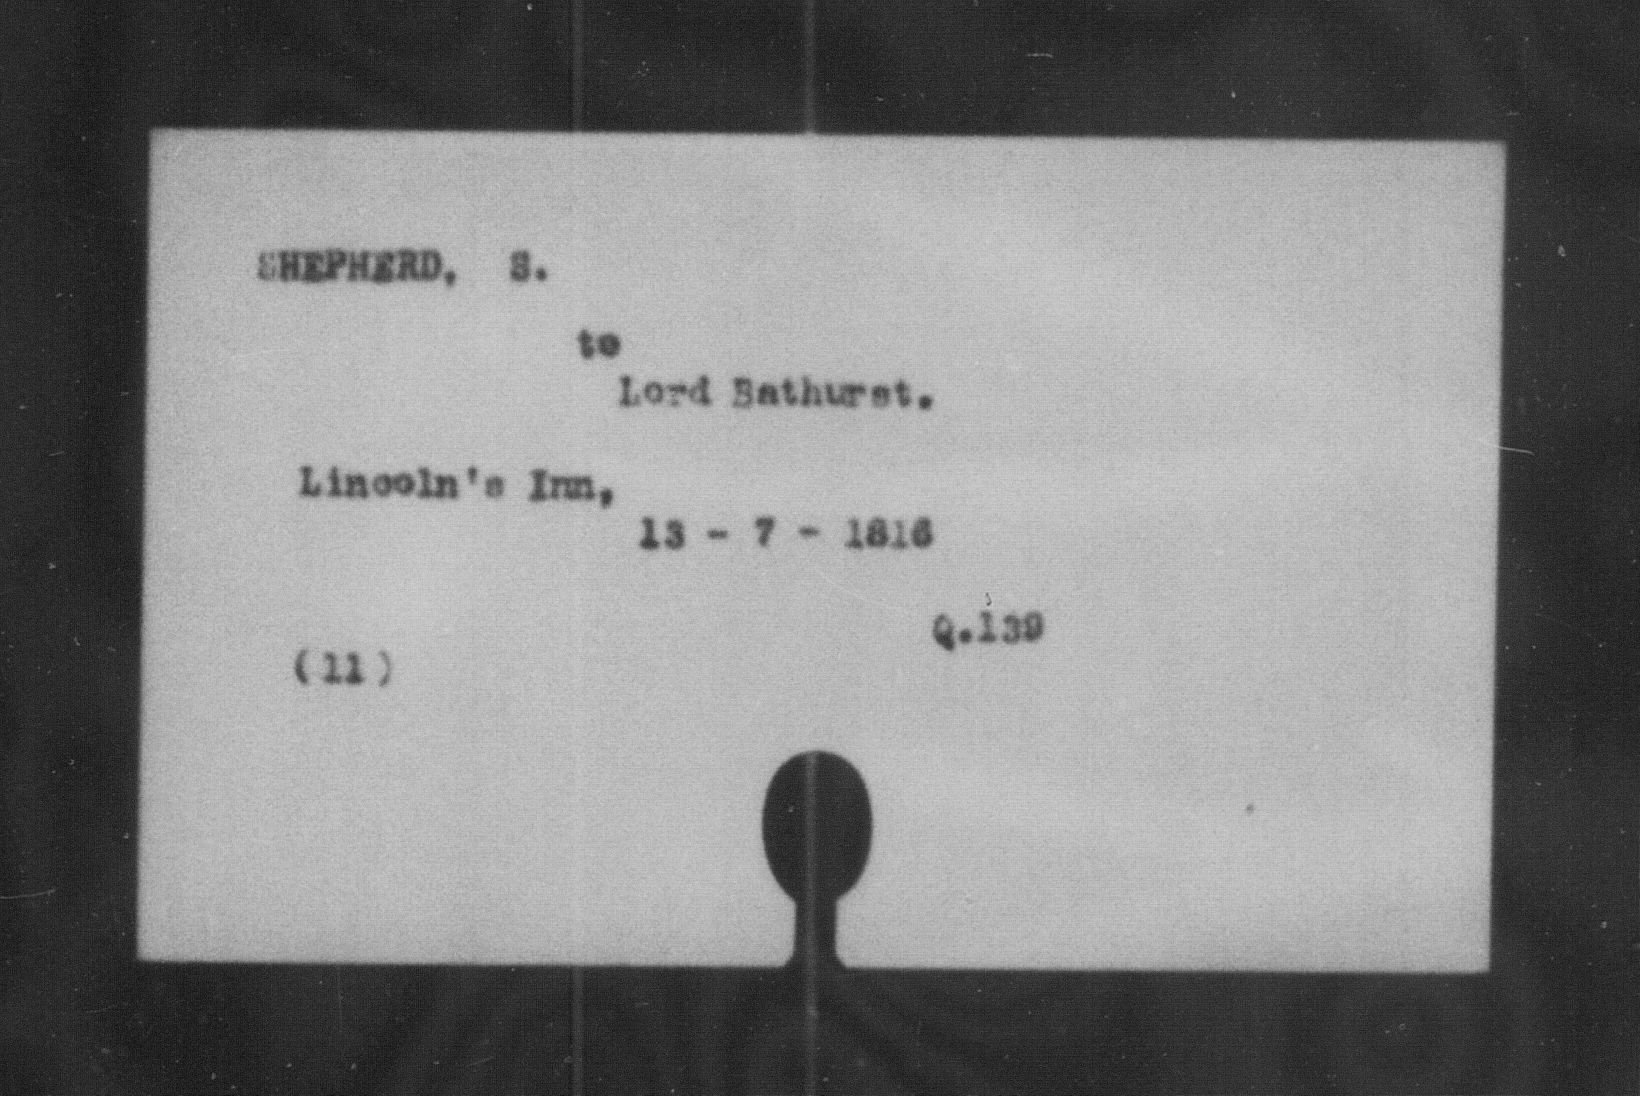 SHEPHERD, S.
to
Lord Bathurst.
Lincoln's Inn,
13 - 7 - 1816
Q.139
(11)